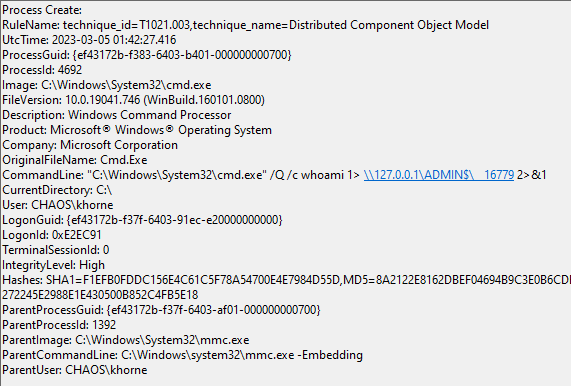 Process Create:
RuleName: technique_id=T1021.003,technique_name=Distributed Component Object Model
UtcTime: 2023-03-05 01:42:27.416
ProcessGuid: {ef43172b-f383-6403-b401-000000000700}
ProcessId: 4692
Image: C:\Windows\System32\cmd.exe
FileVersion: 10.0.19041.746 (WinBuild.160101.0800)
Description: Windows Command Processor
Product: Microsoft® Windows® Operating System
Company: Microsoft Corporation
OriginalFileName: Cmd.Exe
CommandLine: "C:\Windows\System32\cmd.exe" /Q /c whoami 1> \\127.0.0.1\ADMIN$\__16779 2>&1
CurrentDirectory: C:\
User: CHAOS\khorne
LogonGuid: {ef43172b-f37f-6403-91ec-e20000000000}
LogonId: 0xE2EC91
TerminalSessionId: 0
IntegrityLevel: High
Hashes: SHA1=F1EFB0FDDC156E4C61C5F78A54700E4E7984D55D,MD5=8A2122E8162DBEF04694B9C3E0B6CDE
272245E2988E1E430500B852C4FB5E18
ParentProcessGuid: {ef43172b-f37f-6403-af01-000000000700}
ParentProcessId: 1392
ParentImage: C:\Windows\System32\mmc.exe
ParentCommandLine: C:\Windows\system32\mmc.exe -Embedding
ParentUser: CHAOS\khorne